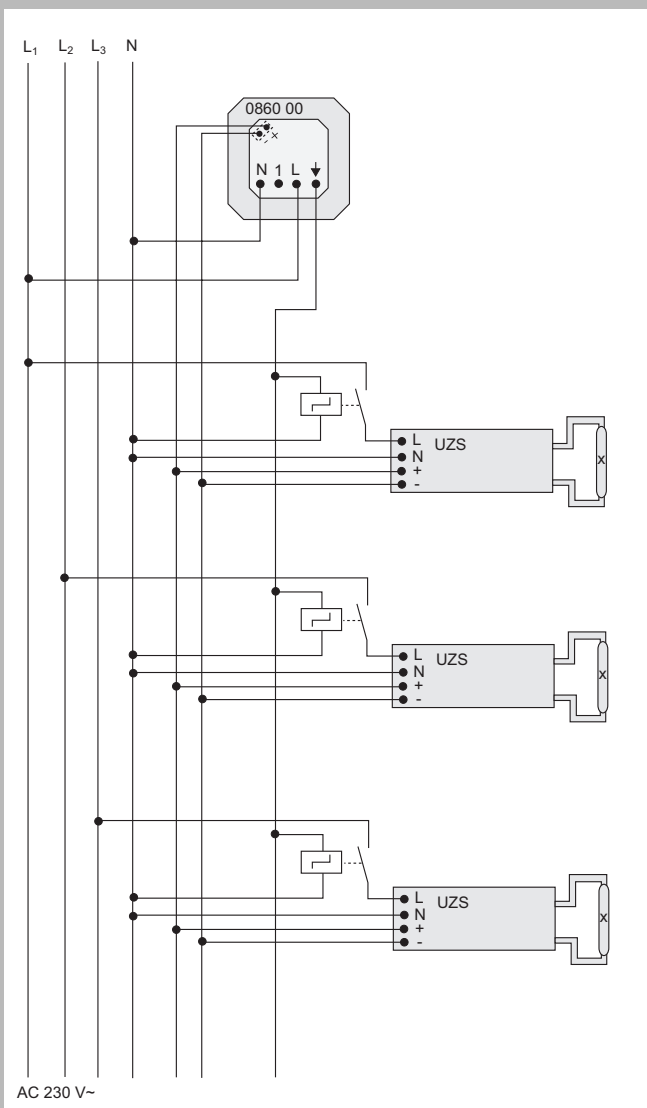 L₁ L₂ L₃ N
0860 00
x
N 1 L ↓
L UZS
N
+
-
x
L UZS
N
+
-
x
L UZS
N
+
-
x
AC 230 V~